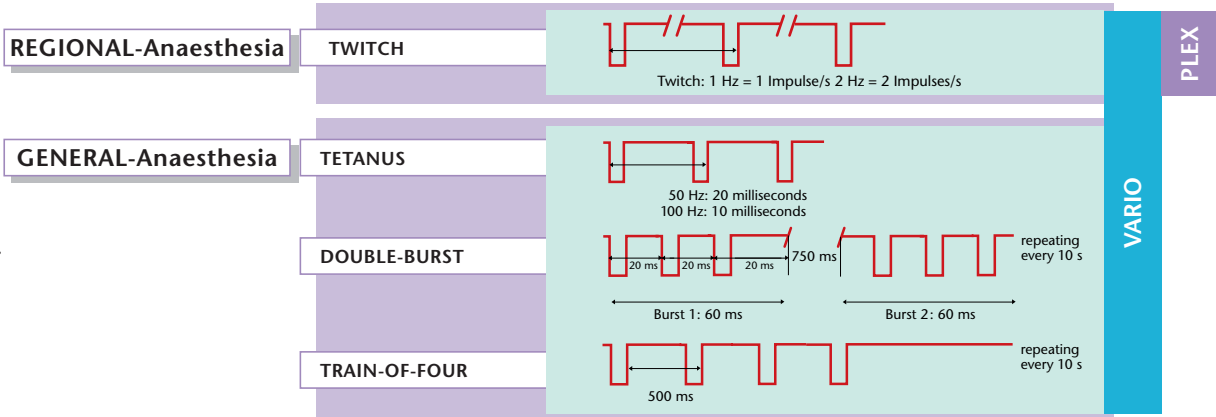 REGIONAL-Anaesthesia
TWITCH
Twitch: 1 Hz = 1 Impulse/s 2 Hz = 2 Impulses/s
GENERAL-Anaesthesia
TETANUS
50 Hz: 20 milliseconds
100 Hz: 10 milliseconds
DOUBLE-BURST
20 ms
20 ms
20 ms
750 ms
repeating
every 10 s
Burst 1: 60 ms
Burst 2: 60 ms
TRAIN-OF-FOUR
500 ms
repeating
every 10 s
VARIO
PLEX